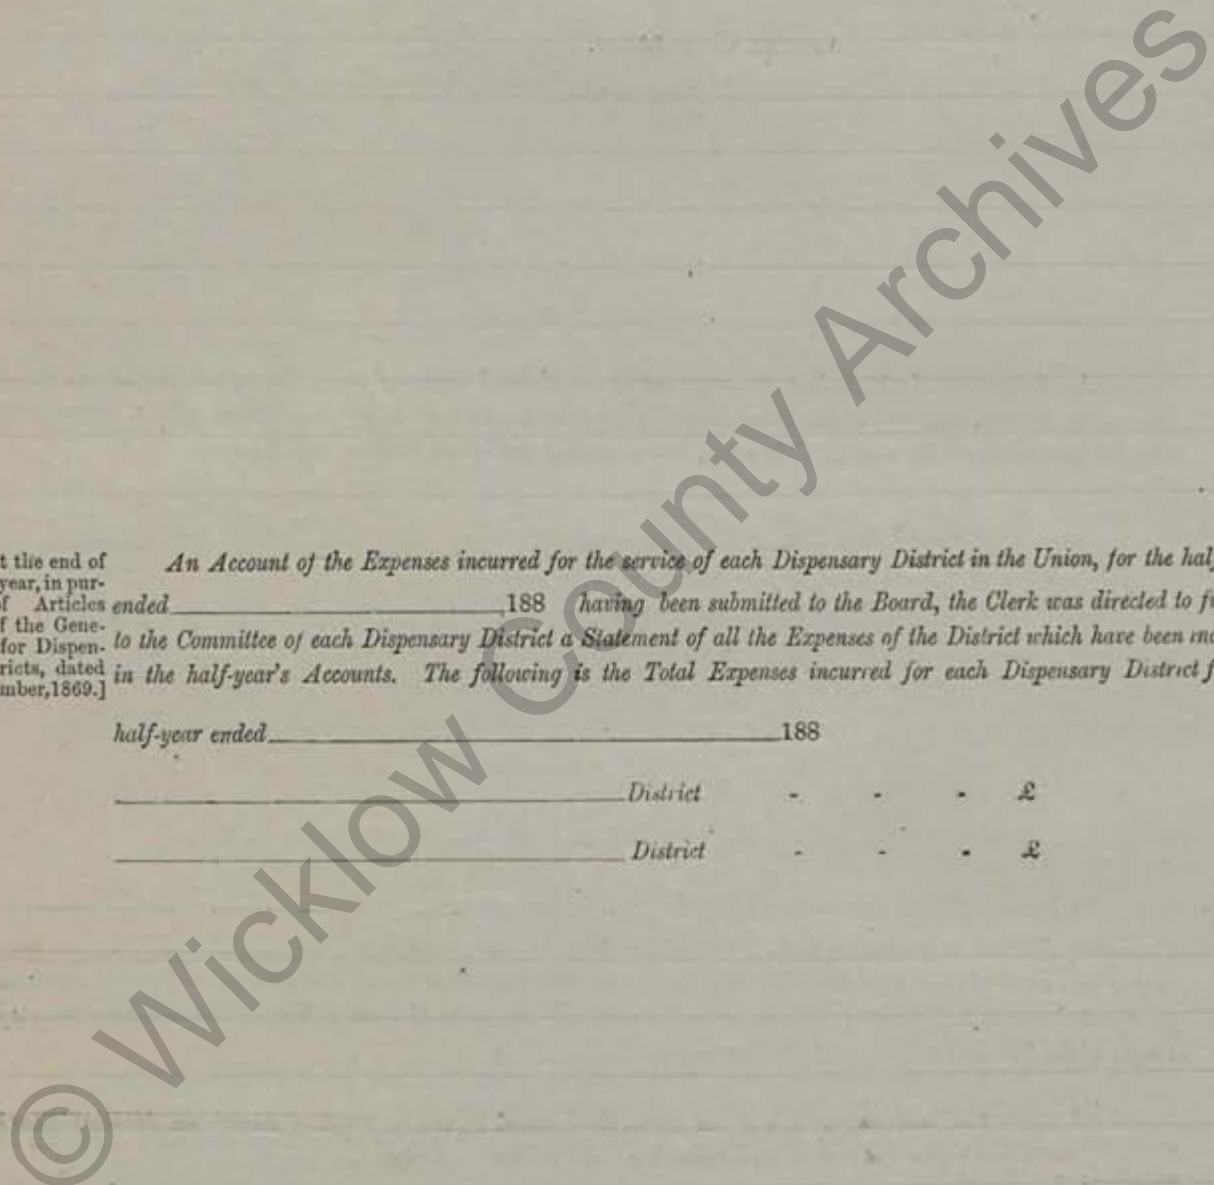 t the end of
year, in pur-
f Articles
f the Gene-
for Dispen-
ricts, dated
mber, 1869.]
An Account of the Expenses incurred for the service of each Dispensary District in the Union, for the half
ended 188 having been submitted to the Board, the Clerk was directed to f
to the Committee of each Dispensary District a Statement of all the Expenses of the District which have been inc
in the half-year's Accounts. The following is the Total Expenses incurred for each Dispensary District f
half-year ended 188
District - - - £
District - - - £
© Wicklow County Archives